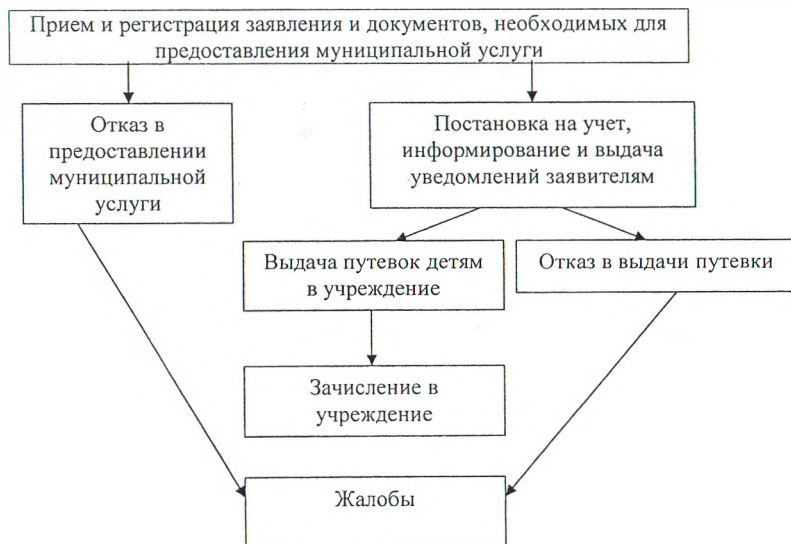 Прием и регистрация заявления и документов, необходимых для
предоставления муниципальной услуги
Отказ в
предоставлении
муниципальной
услуги
Постановка на учет,
информирование и выдача
уведомлений заявителям
Выдача путевок детям
в учреждение
Отказ в выдачи путевки
Зачисление в
учреждение
Жалобы